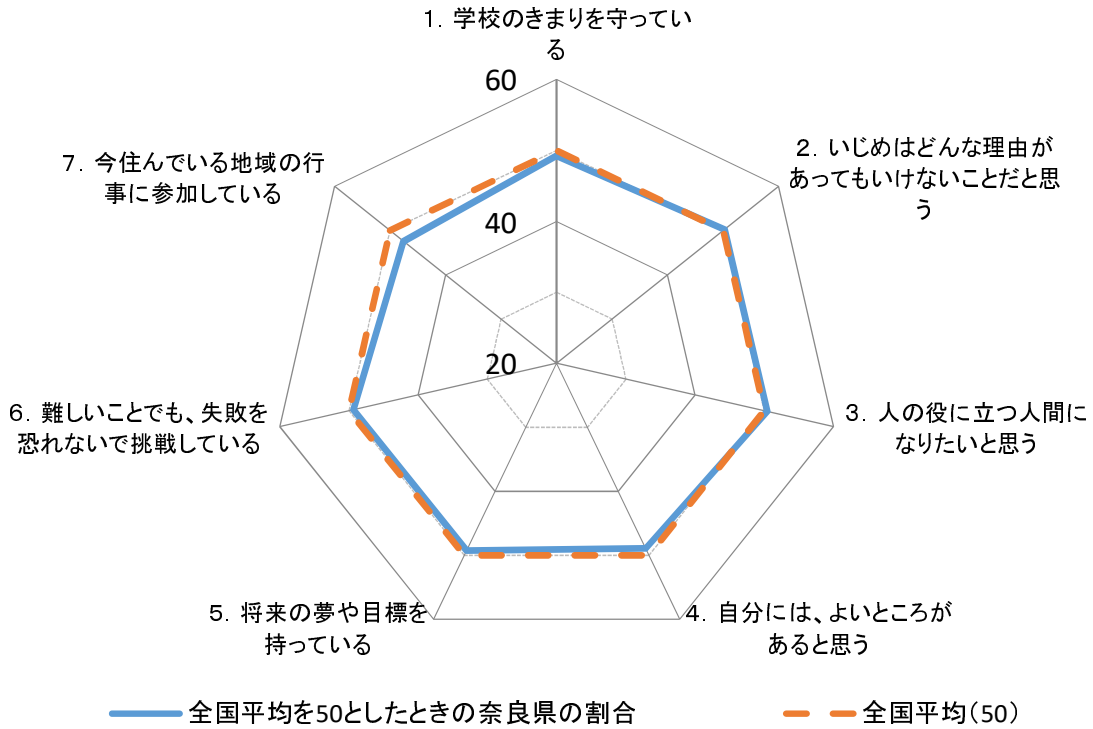 1．学校のきまりを守ってい
る
60
2．いじめはどんな理由が
あってもいけないことだと思
う
7．今住んでいる地域の行
事に参加している
40
20
6．難しいことでも、失敗を
恐れないで挑戦している
3．人の役に立つ人間に
なりたいと思う
5．将来の夢や目標を
持っている
4．自分には、よいところが
あると思う
全国平均を50としたときの奈良県の割合
全国平均（50）